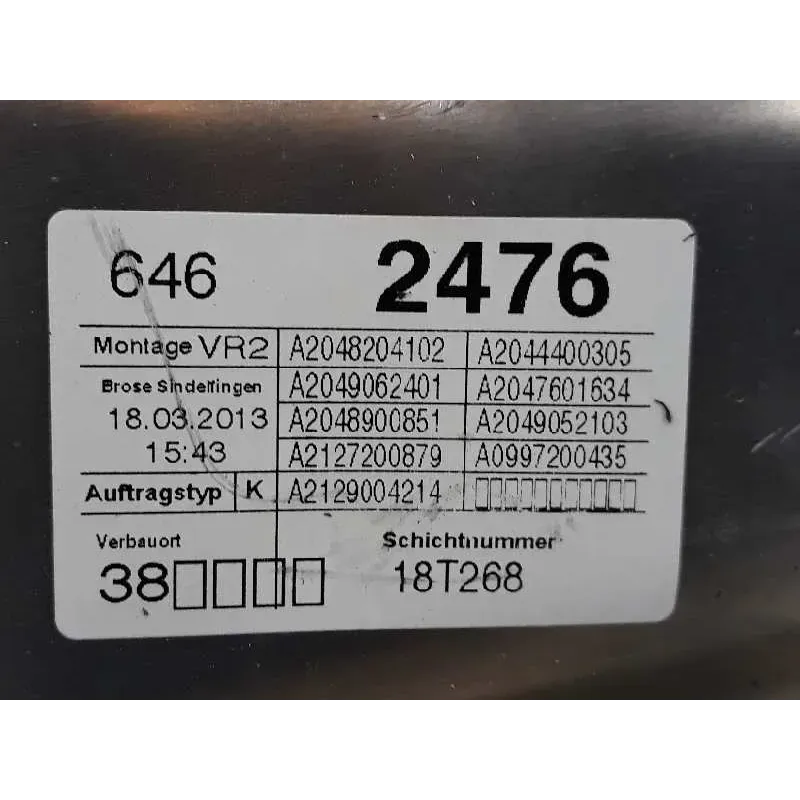 646 2476
Montage VR2 A2048204102 A2044400305
Brose Sindelfingen A2049062401 A2047601634
18.03.2013 A2048900851 A2049052103
15:43 A2127200879 A0997200435
Auftragstyp K A2129004214
Verbauort Schichtnummer
38 18T268